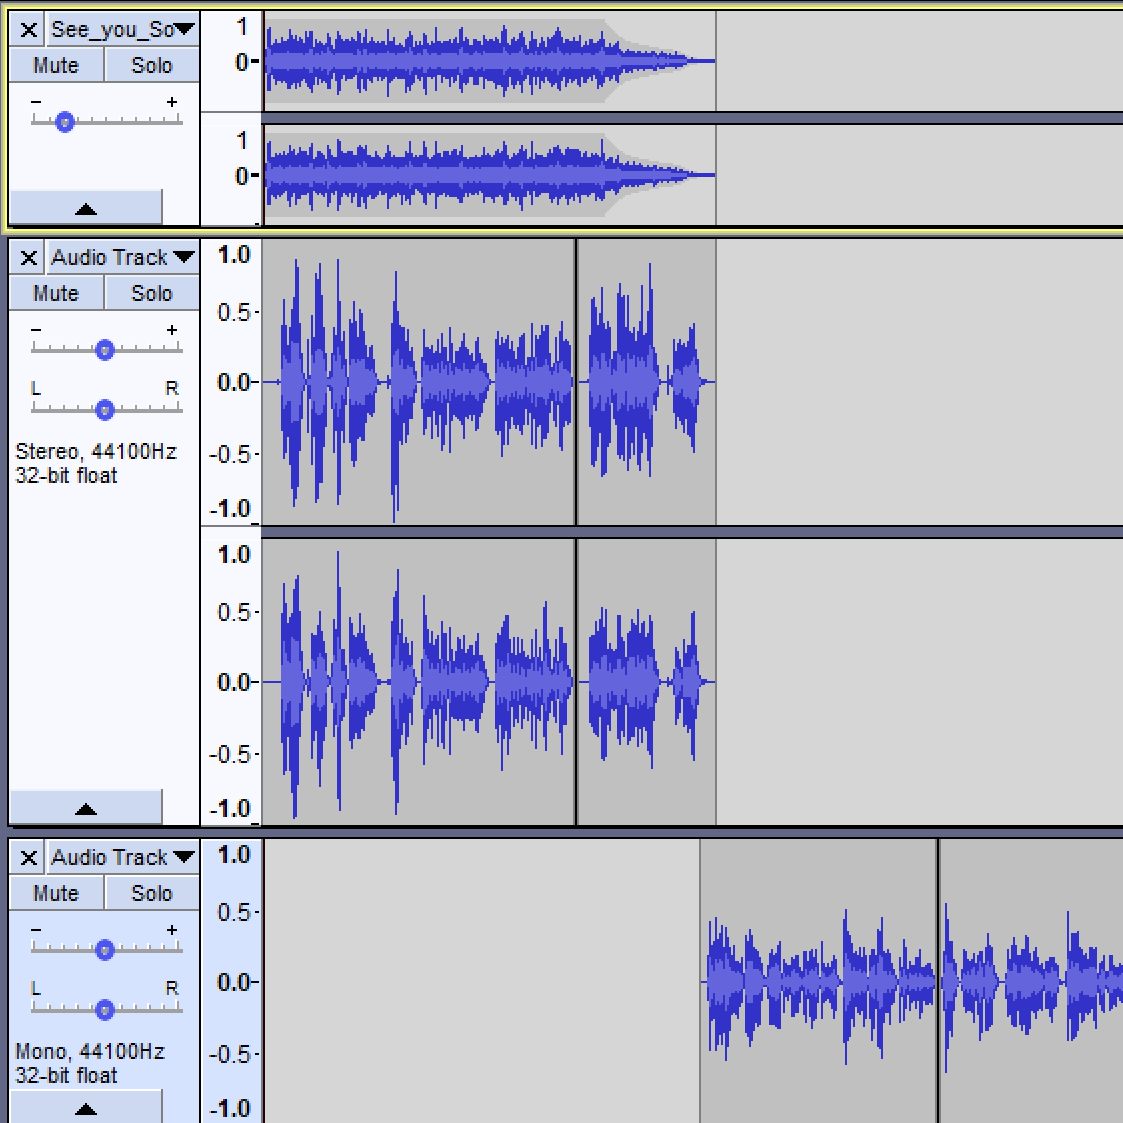 See_you_So
Mute Solo
- +
1
0-
1
0-
Audio Track
Mute Solo
- +
L R
Stereo, 44100Hz
32-bit float
1.0
0.5-
0.0-
-0.5-
-1.0
1.0
0.5-
0.0-
-0.5-
-1.0
Audio Track
Mute Solo
- +
L R
Mono, 44100Hz
32-bit float
1.0
0.5-
0.0-
-0.5-
-1.0